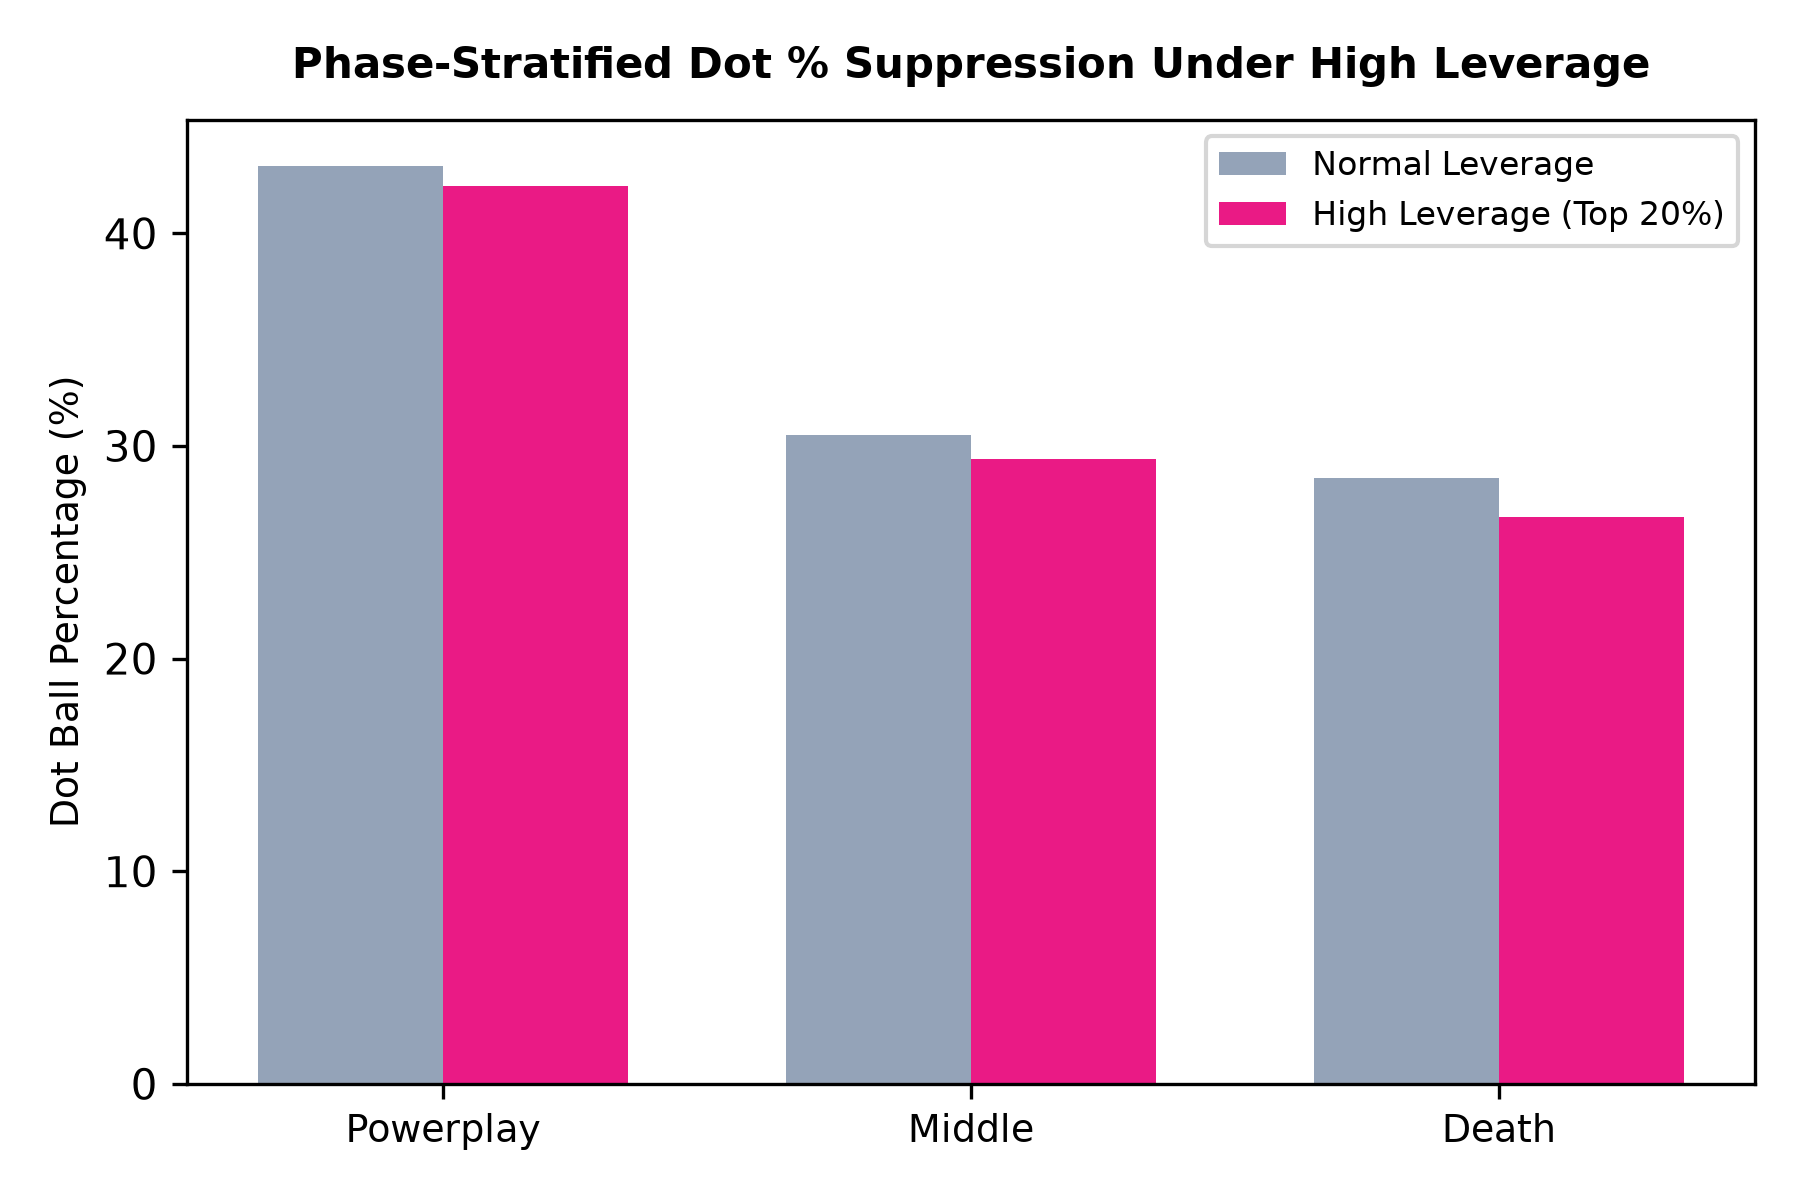 Phase-Stratified Dot % Suppression Under High Leverage
Normal Leverage
High Leverage (Top 20%)
Dot Ball Percentage (%)
40
30
20
10
0
Powerplay
Middle
Death